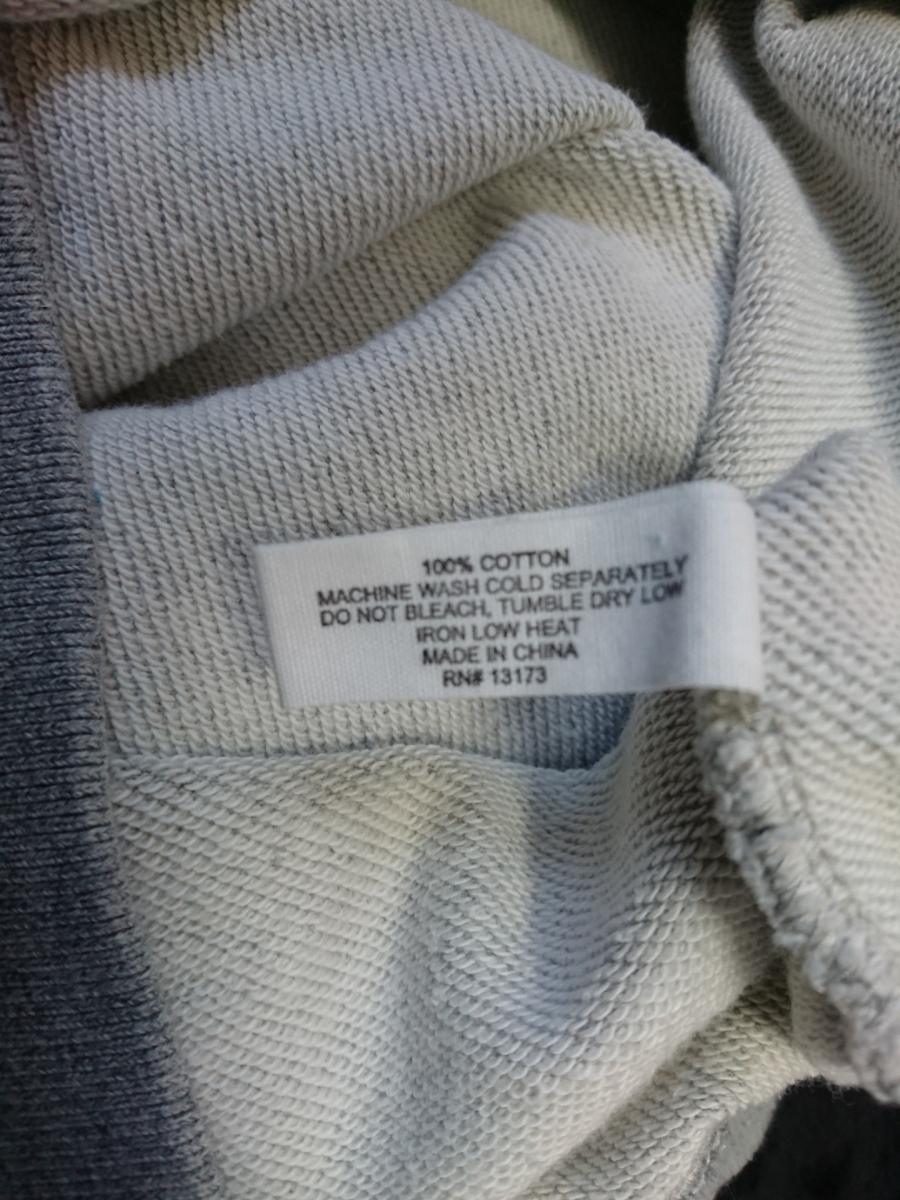 100% COTTON
MACHINE WASH COLD SEPARATELY
DO NOT BLEACH, TUMBLE DRY LOW
IRON LOW HEAT
MADE IN CHINA
RN# 13173